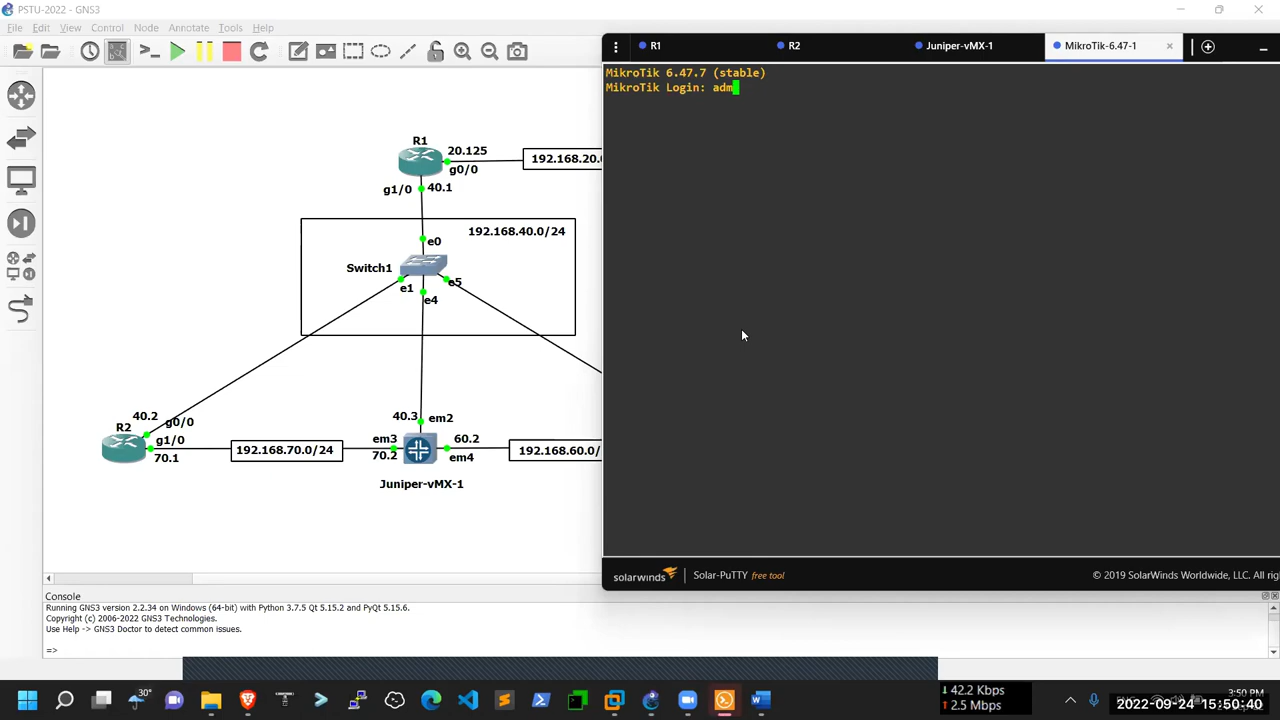 PSTU-2022 - GNS3
File Edit View Control Node Annotate Tools Help
R1 R2 Juniper-vMX-1 MikroTik-6.47-1
MikroTik 6.47.7 (stable)
MikroTik Login: adm
R1
20.125
g0/0
192.168.20.0
g1/0 40.1
192.168.40.0/24
e0
Switch1
e1 e5
e4
40.2
R2 g0/0
g1/0
70.1
192.168.70.0/24
40.3 em2
em3 60.2
70.2 em4
192.168.60.0/
Juniper-vMX-1
solarwinds Solar-PuTTY free tool
© 2019 SolarWinds Worldwide, LLC. All rig
Console
Running GNS3 version 2.2.34 on Windows (64-bit) with Python 3.7.5 Qt 5.15.2 and PyQt 5.15.6.
Copyright (c) 2006-2022 GNS3 Technologies.
Use Help -> GNS3 Doctor to detect common issues.
=>
30°
↓ 42.2 Kbps
↑ 2.5 Mbps
3:50 PM
2022-09-24 15:50:40